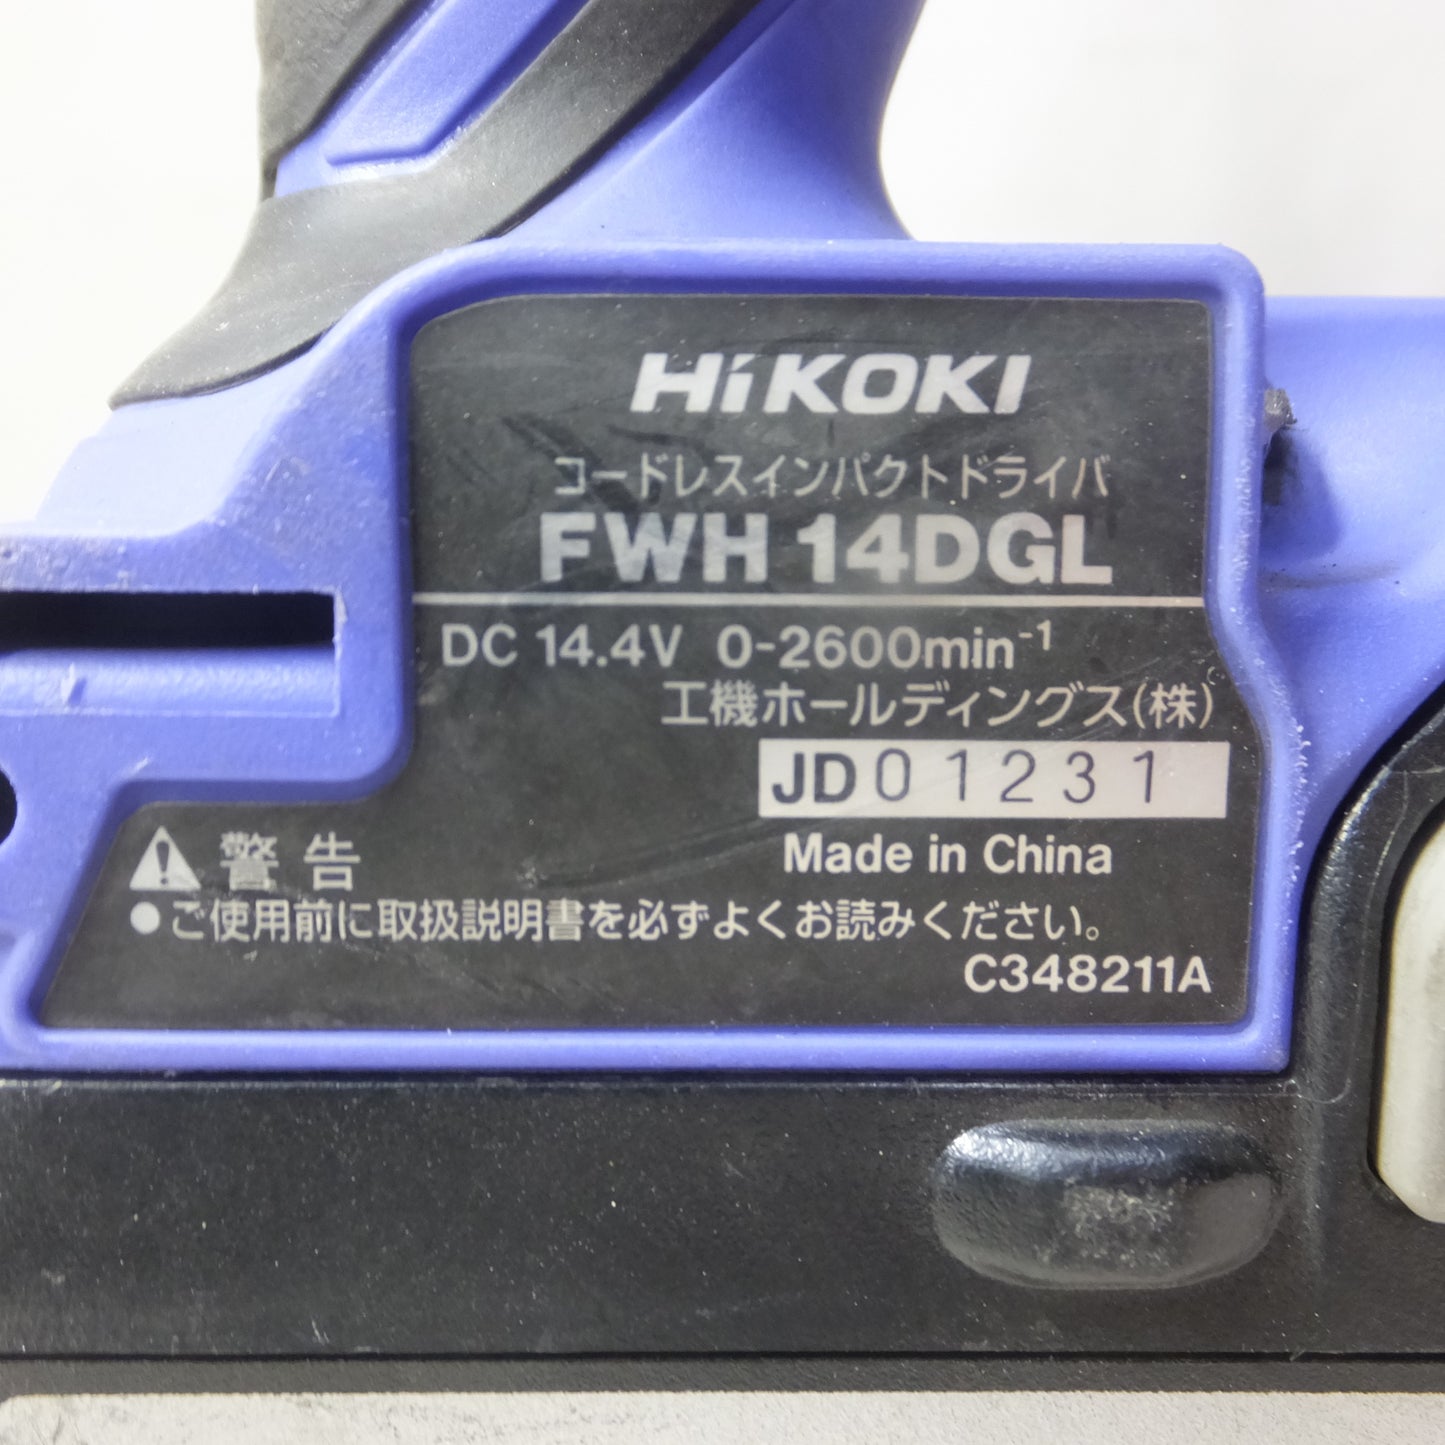 HiKOKI
コードレスインパクトドライバ
FWH 14DGL
DC 14.4V 0-2600min⁻¹
工機ホールディングス(株)
JD01231
Made in China
⚠ 警告
●ご使用前に取扱説明書を必ずよくお読みください。
C348211A